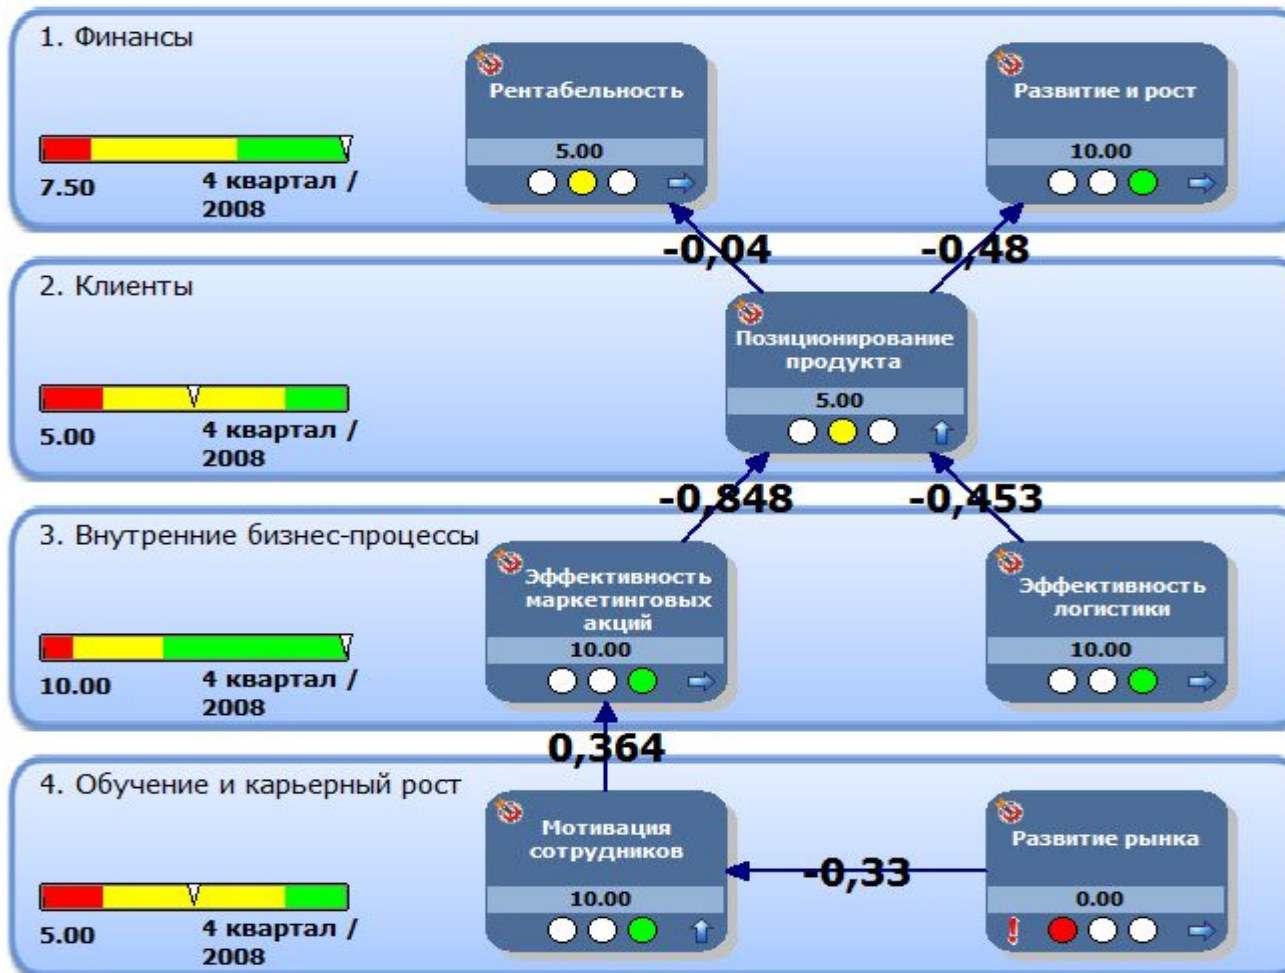 1. Финансы
Рентабельность
5.00
Развитие и рост
10.00
7.50
4 квартал /
2008
-0,04
-0,48
2. Клиенты
Позиционирование
продукта
5.00
5.00
4 квартал /
2008
-0,848
-0,453
3. Внутренние бизнес-процессы
Эффективность
маркетинговых
акций
10.00
Эффективность
логистики
10.00
10.00
4 квартал /
2008
0,364
4. Обучение и карьерный рост
Мотивация
сотрудников
10.00
-0,33
Развитие рынка
0.00
!
5.00
4 квартал /
2008